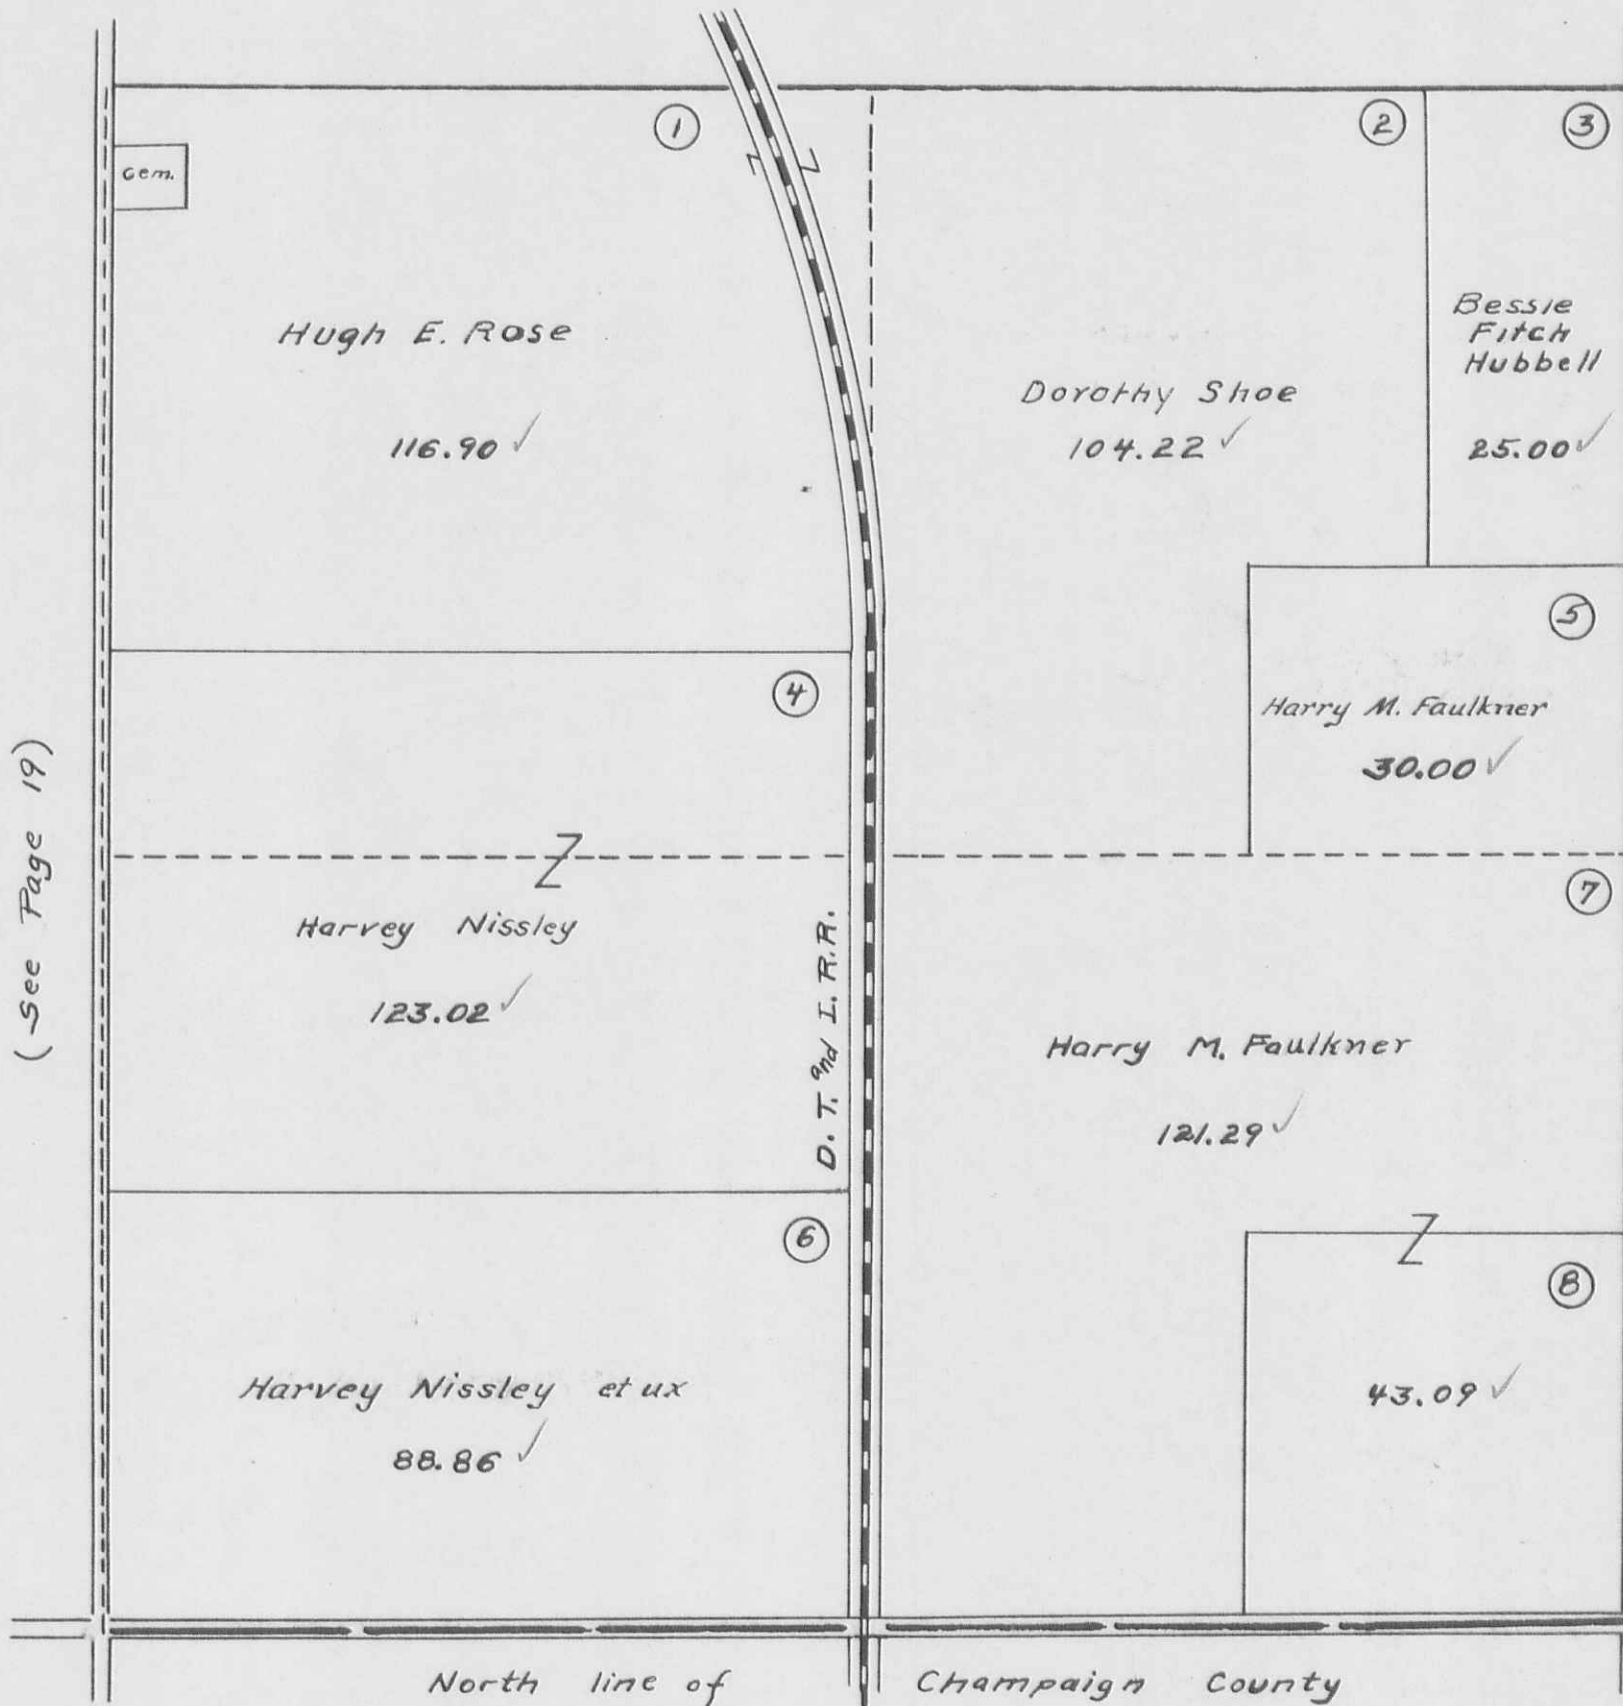 ①
②
③
Cem.
Hugh E. Rose
116.90 ✓
Dorothy Shoe
104.22 ✓
Bessie
Fitch
Hubbell
25.00 ✓
④
⑤
Harry M. Faulkner
30.00 ✓
(See Page 19)
Harvey Nissley
123.02 ✓
D. T. and I. R.R.
⑦
Harry M. Faulkner
121.29 ✓
⑥
Harvey Nissley et ux
88.86 ✓
⑧
43.09 ✓
North line of Champaign County